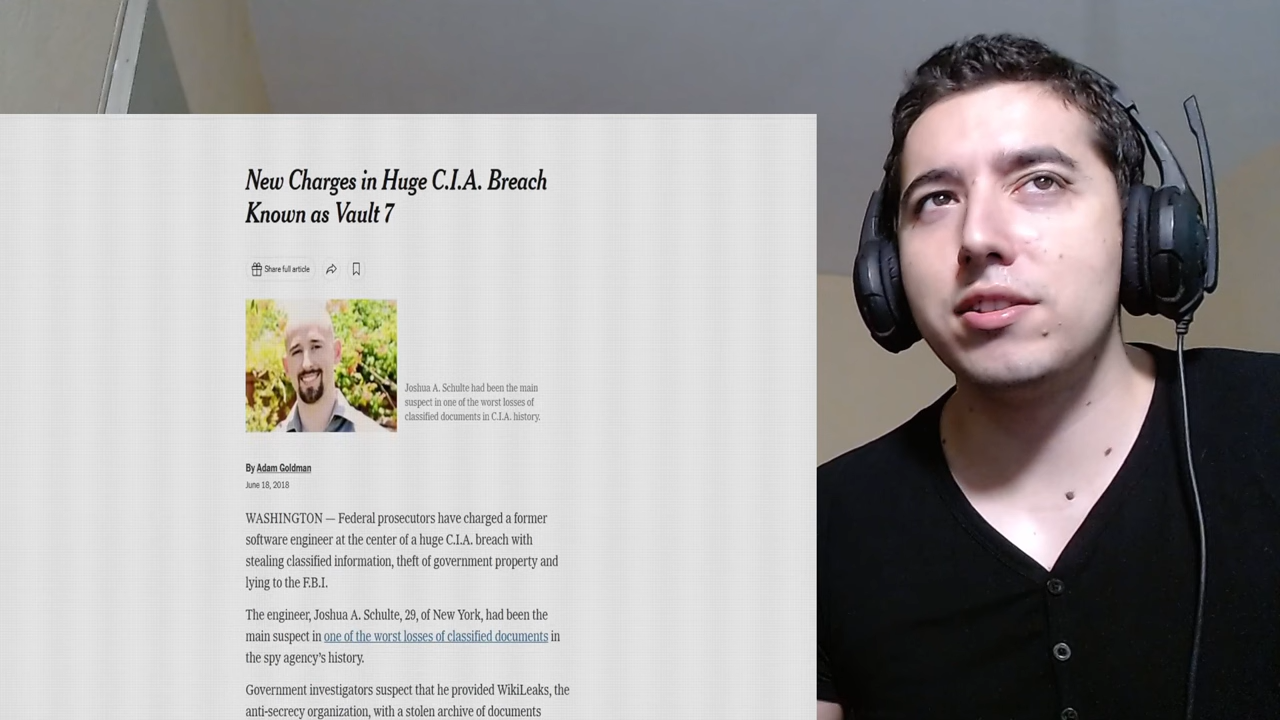 New Charges in Huge C.I.A. Breach
Known as Vault 7
Share full article
Joshua A. Schulte had been the main
suspect in one of the worst losses of
classified documents in C.I.A. history.
By Adam Goldman
June 18, 2018
WASHINGTON — Federal prosecutors have charged a former
software engineer at the center of a huge C.I.A. breach with
stealing classified information, theft of government property and
lying to the F.B.I.
The engineer, Joshua A. Schulte, 29, of New York, had been the
main suspect in one of the worst losses of classified documents in
the spy agency’s history.
Government investigators suspect that he provided WikiLeaks, the
anti-secrecy organization, with a stolen archive of documents